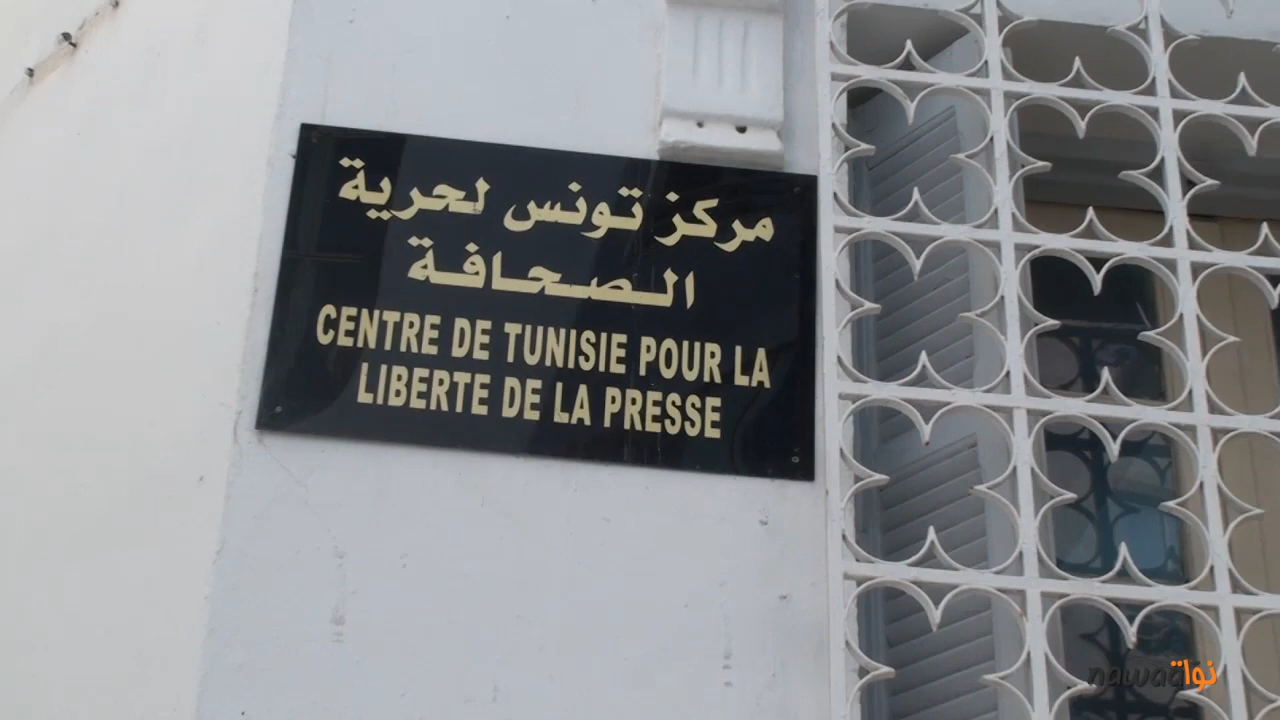 مركز تونس لحرية
الصحافة
CENTRE DE TUNISIE POUR LA
LIBERTE DE LA PRESSE
nawaat نواة